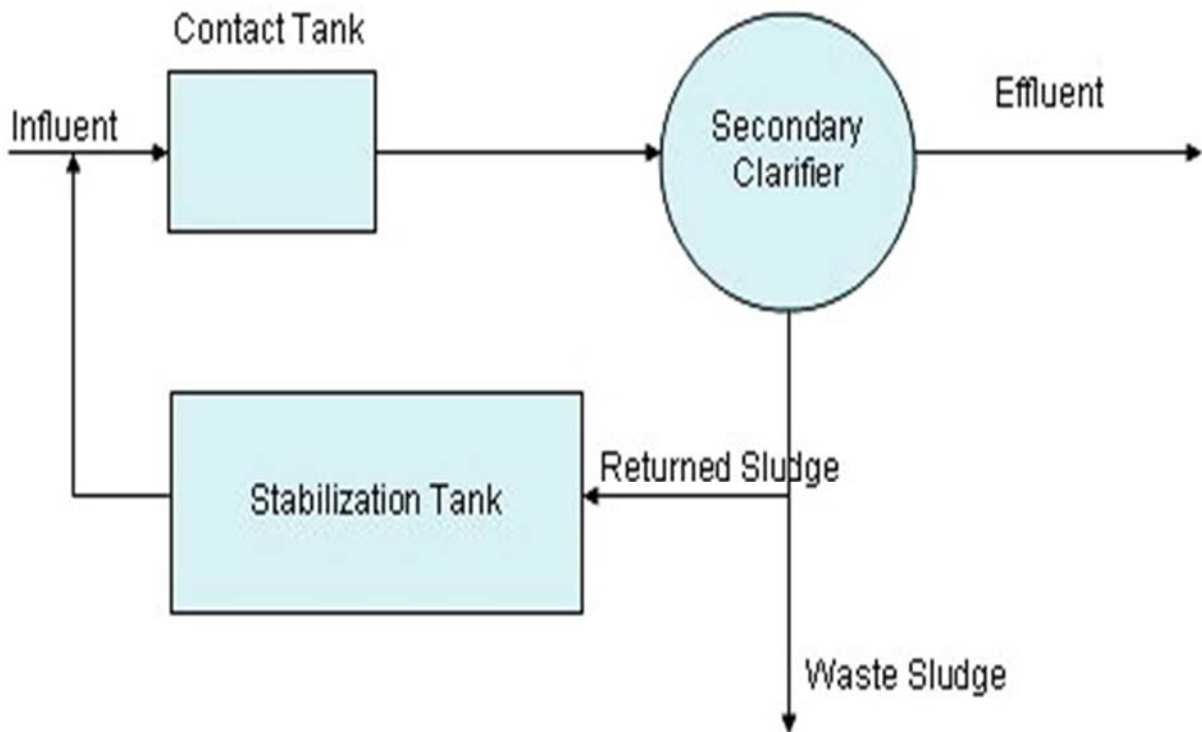 Contact Tank
Influent
Secondary
Clarifier
Effluent
Returned Sludge
Stabilization Tank
Waste Sludge